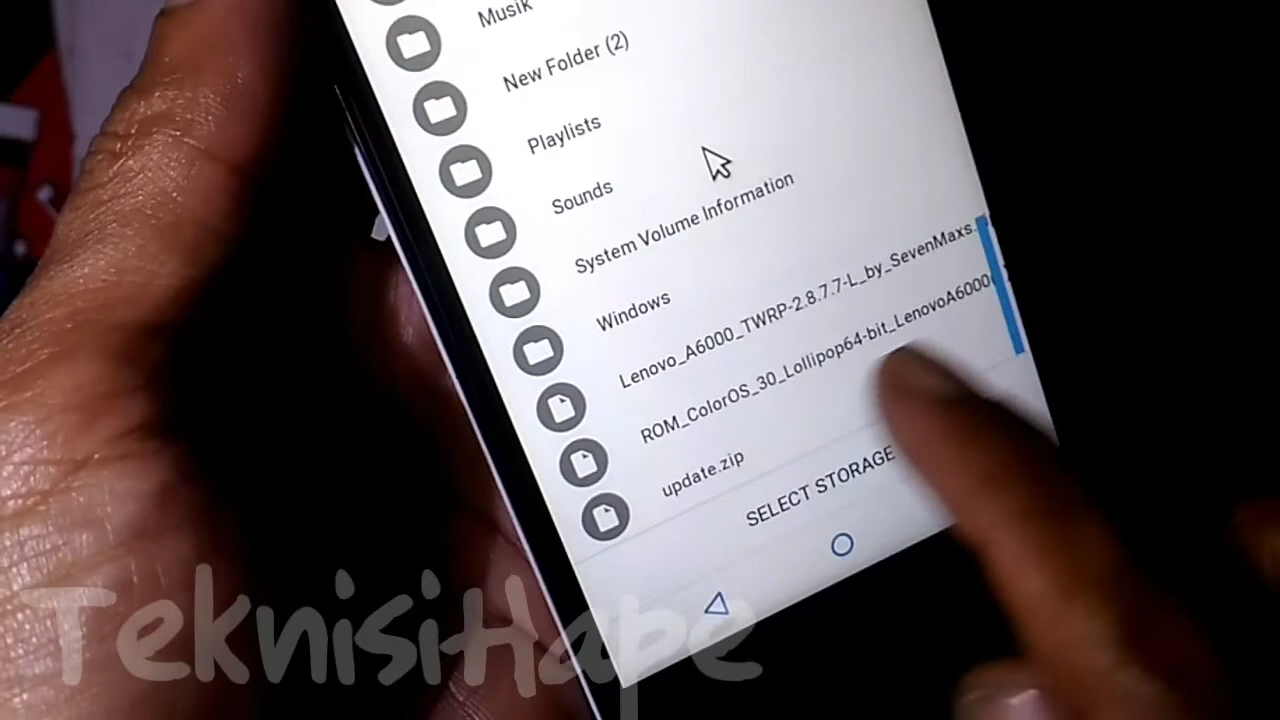 Musik
New Folder (2)
Playlists
Sounds
System Volume Information
Windows
Lenovo_A6000_TWRP-2.8.7.7-L_by_SevenMaxs.
ROM_ColorOS_30_Lollipop64-bit_LenovoA6000
update.zip
SELECT STORAGE
TeknisiHape